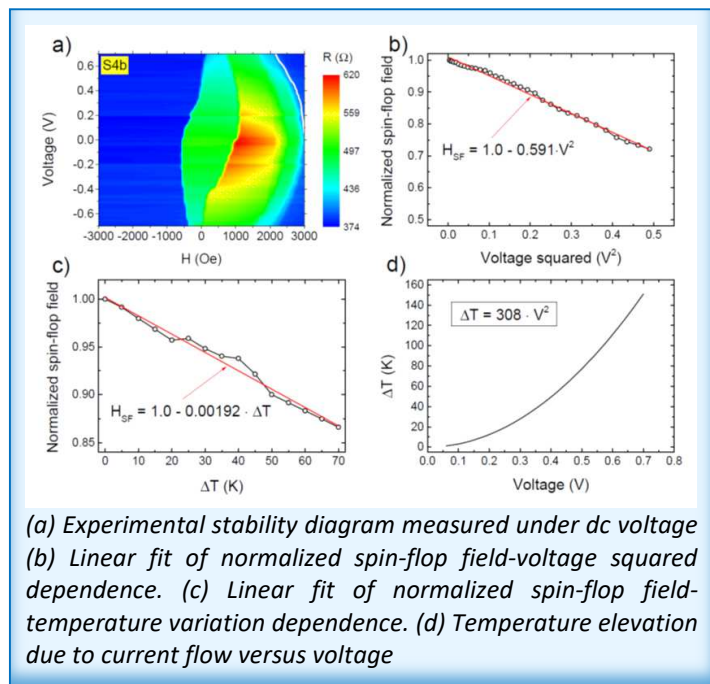 a)
S4b
R (Ω)
620
559
497
436
374
Voltage (V)
0.6
0.4
0.2
0.0
-0.2
-0.4
-0.6
-3000 -2000 -1000 0 1000 2000 3000
H (Oe)
b)
Normalized spin-flop field
1.0
0.9
0.8
0.7
0.6
0.5
H_SF = 1.0 - 0.591·V²
0.0 0.1 0.2 0.3 0.4 0.5
Voltage squared (V²)
c)
Normalized spin-flop field
1.00
0.95
0.90
0.85
H_SF = 1.0 - 0.00192 · ΔT
0 10 20 30 40 50 60 70
ΔT (K)
d)
ΔT (K)
160
140
120
100
80
60
40
20
0
ΔT = 308 · V²
0.0 0.1 0.2 0.3 0.4 0.5 0.6 0.7 0.8
Voltage (V)
(a) Experimental stability diagram measured under dc voltage
(b) Linear fit of normalized spin-flop field-voltage squared
dependence. (c) Linear fit of normalized spin-flop field-
temperature variation dependence. (d) Temperature elevation
due to current flow versus voltage